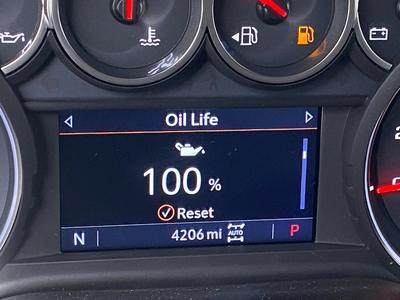 Oil Life
100 %
Reset
N 4206 mi AUTO P